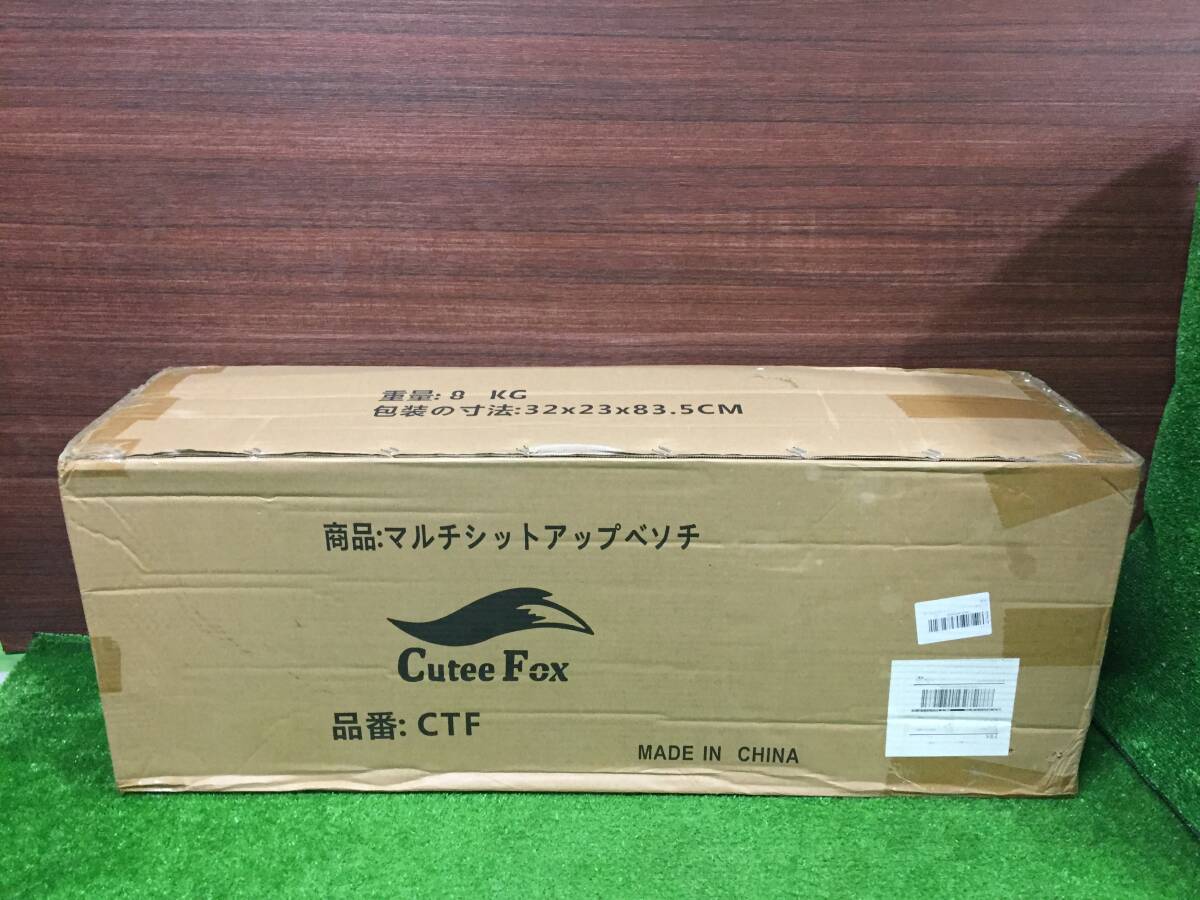 重量: 8 KG
包装の寸法:32x23x83.5CM
商品:マルチシットアップベソチ
Cutee Fox
品番: CTF
MADE IN CHINA